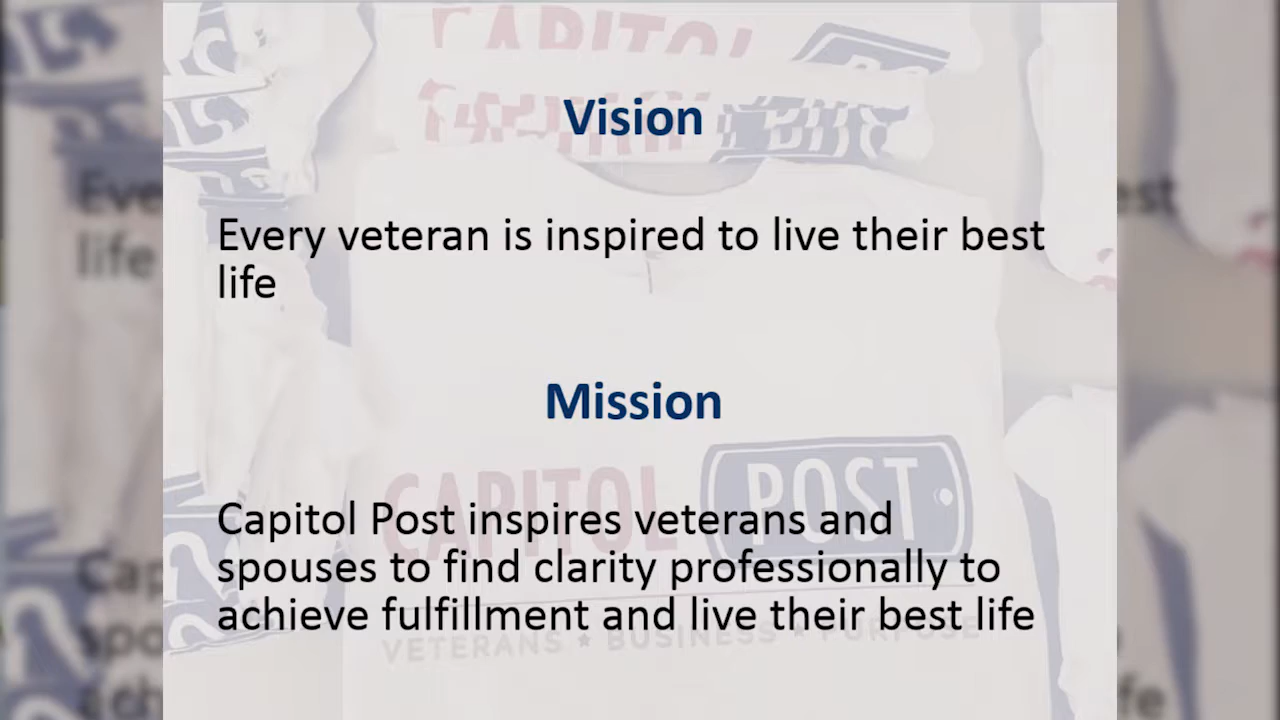 CAPITOL
Vision
Every veteran is inspired to live their best
life
Mission
CAPITOL POST
Capitol Post inspires veterans and
spouses to find clarity professionally to
achieve fulfillment and live their best life
VETERANS * BUSINESS * PURPOSE